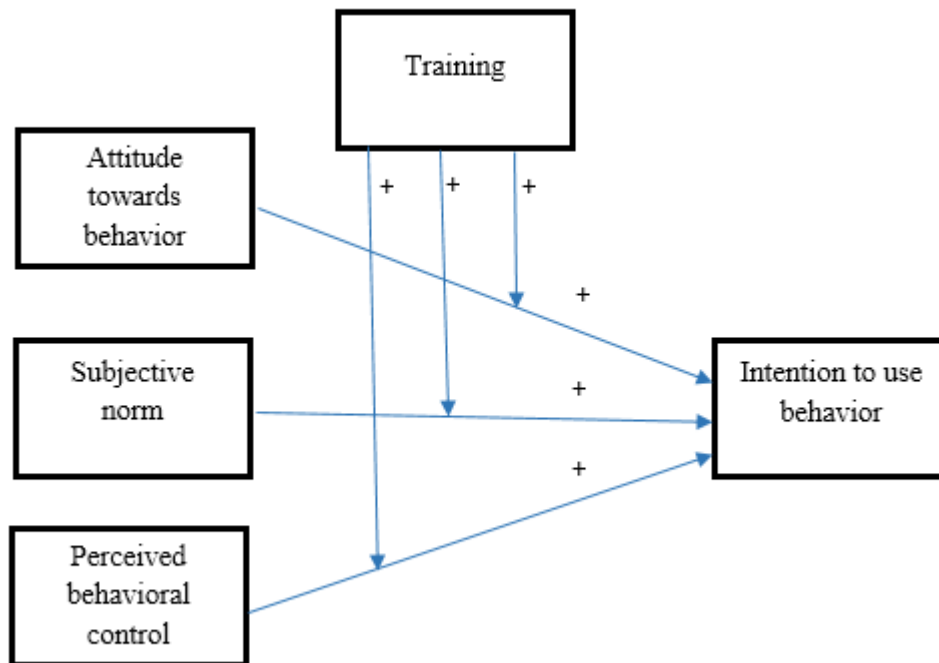 Training
+ + +
Attitude
towards
behavior
+
Subjective
norm
+
Intention to use
behavior
+
Perceived
behavioral
control